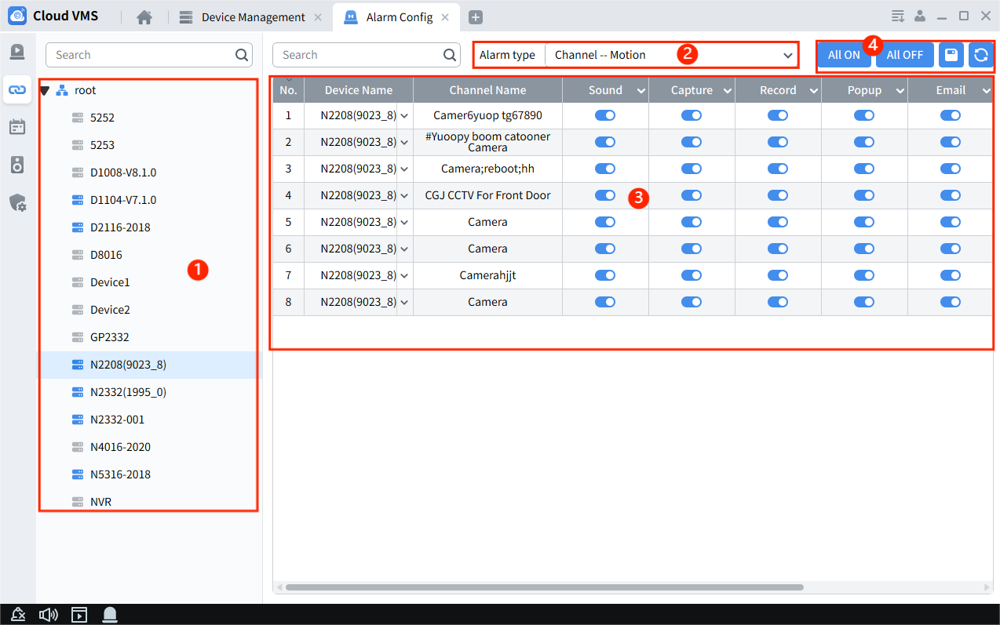 Cloud VMS Device Management Alarm Config
Search
Search
Alarm type Channel -- Motion 2
4 All ON All OFF
root
5252
5253
D1008-V8.1.0
D1104-V7.1.0
D2116-2018
D8016
1
Device1
Device2
GP2332
N2208(9023_8)
N2332(1995_0)
N2332-001
N4016-2020
N5316-2018
NVR
No. Device Name Channel Name Sound Capture Record Popup Email
1 N2208(9023_8) Camer6yuop tg67890
2 N2208(9023_8) #Yuoopy boom catooner
Camera
3 N2208(9023_8) Camera;reboot;hh
4 N2208(9023_8) CGJ CCTV For Front Door 3
5 N2208(9023_8) Camera
6 N2208(9023_8) Camera
7 N2208(9023_8) Camerahjjt
8 N2208(9023_8) Camera